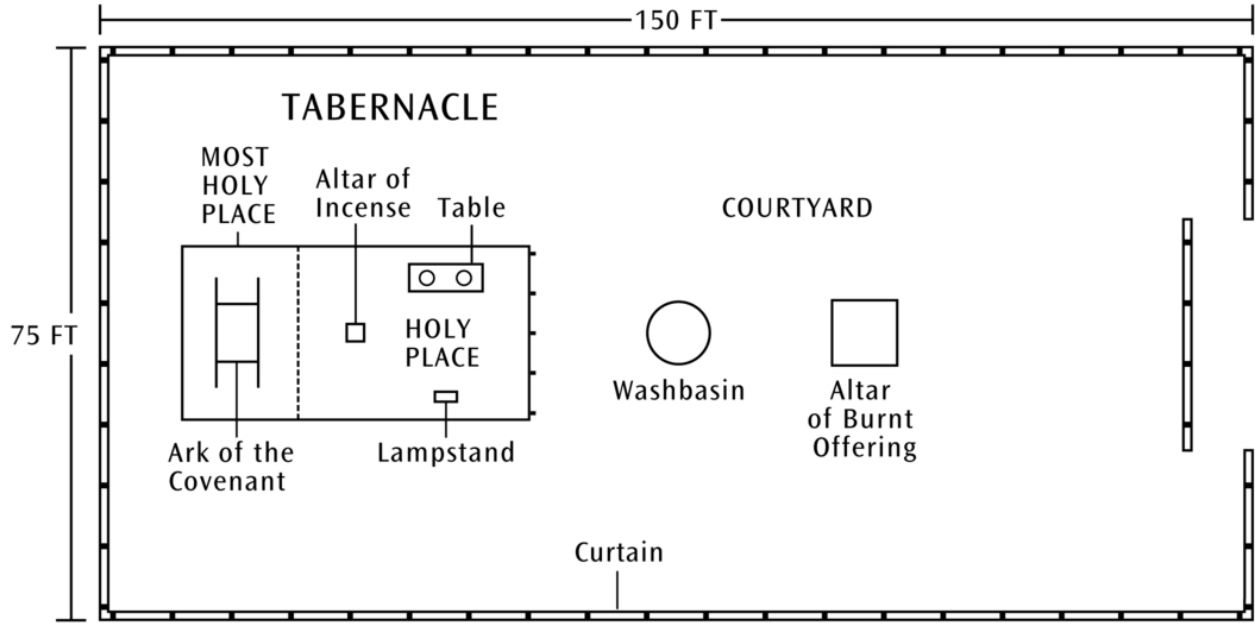 150 FT
TABERNACLE
MOST
HOLY
PLACE
Altar of
Incense
Table
COURTYARD
75 FT
HOLY
PLACE
Washbasin
Altar
of Burnt
Offering
Ark of the
Covenant
Lampstand
Curtain